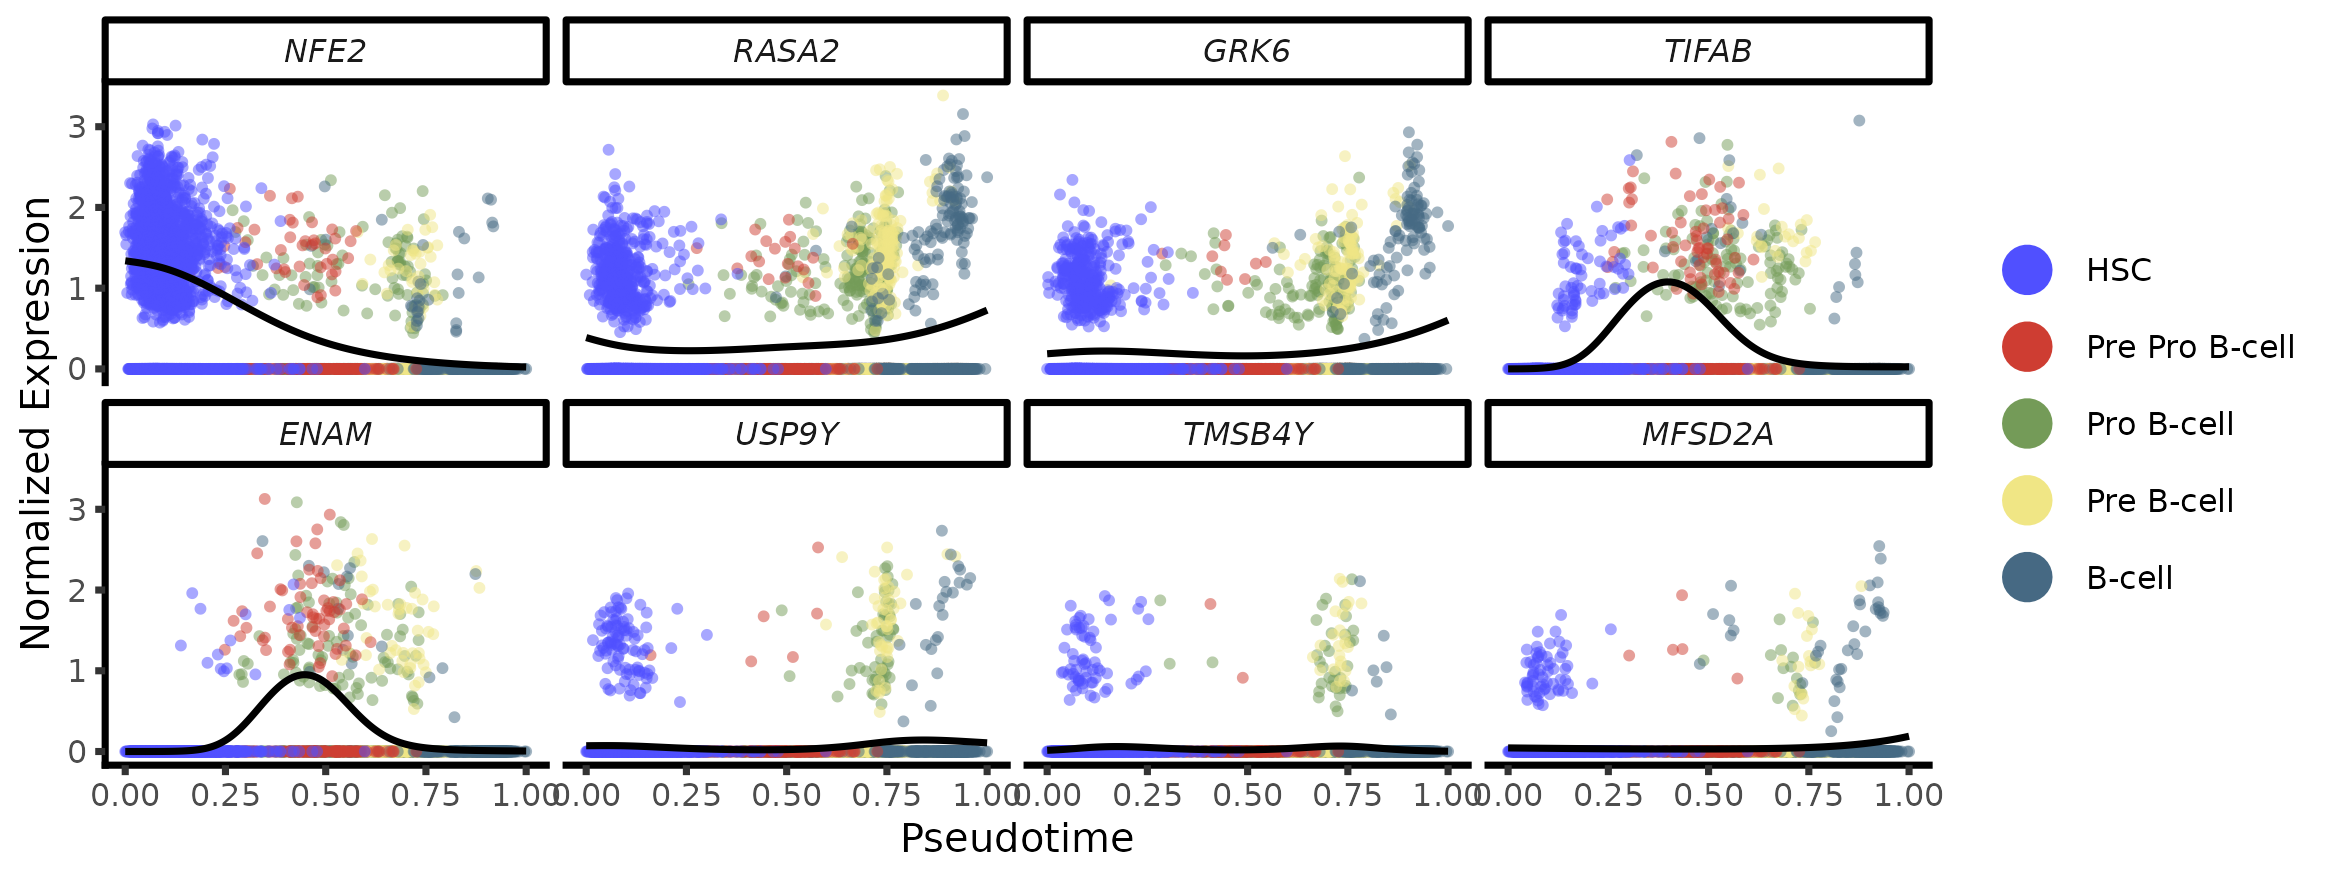 NFE2 RASA2 GRK6 TIFAB
3
2
1
0
ENAM USP9Y TMSB4Y MFSD2A
3
2
1
0
0.00 0.25 0.50 0.75 1.00 0.00 0.25 0.50 0.75 1.00 0.00 0.25 0.50 0.75 1.00 0.00 0.25 0.50 0.75 1.00
Pseudotime
Normalized Expression
HSC
Pre Pro B-cell
Pro B-cell
Pre B-cell
B-cell